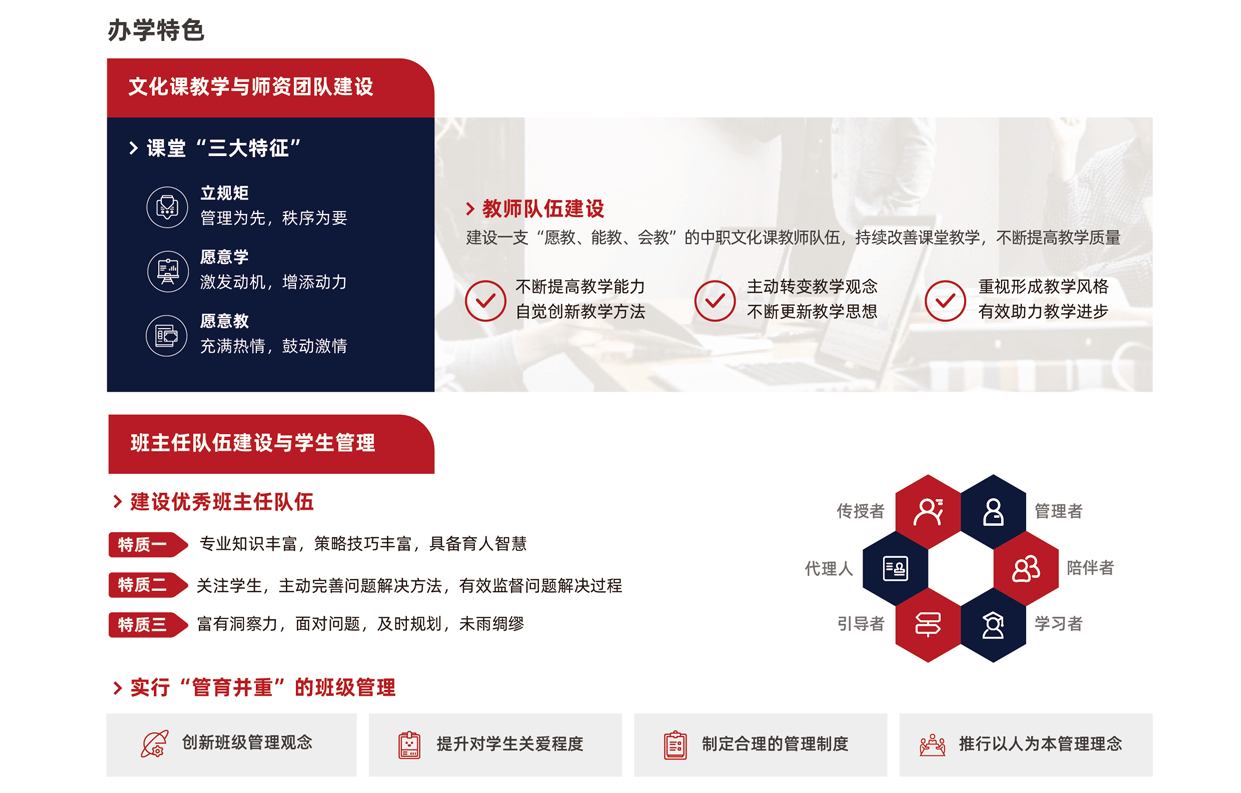 办学特色
文化课教学与师资团队建设
课堂“三大特征”
立规矩
管理为先，秩序为要
愿意学
激发动机，增添动力
愿意教
充满热情，鼓动激情
教师队伍建设
建设一支“愿教、能教、会教”的中职文化课教师队伍，持续改善课堂教学，不断提高教学质量
不断提高教学能力
自觉创新教学方法
主动转变教学观念
不断更新教学思想
重视形成教学风格
有效助力教学进步
班主任队伍建设与学生管理
建设优秀班主任队伍
特质一 专业知识丰富，策略技巧丰富，具备育人智慧
特质二 关注学生，主动完善问题解决方法，有效监督问题解决过程
特质三 富有洞察力，面对问题，及时规划，未雨绸缪
传授者
管理者
代理人
陪伴者
引导者
学习者
实行“管育并重”的班级管理
创新班级管理观念
提升对学生关爱程度
制定合理的管理制度
推行以人为本管理理念